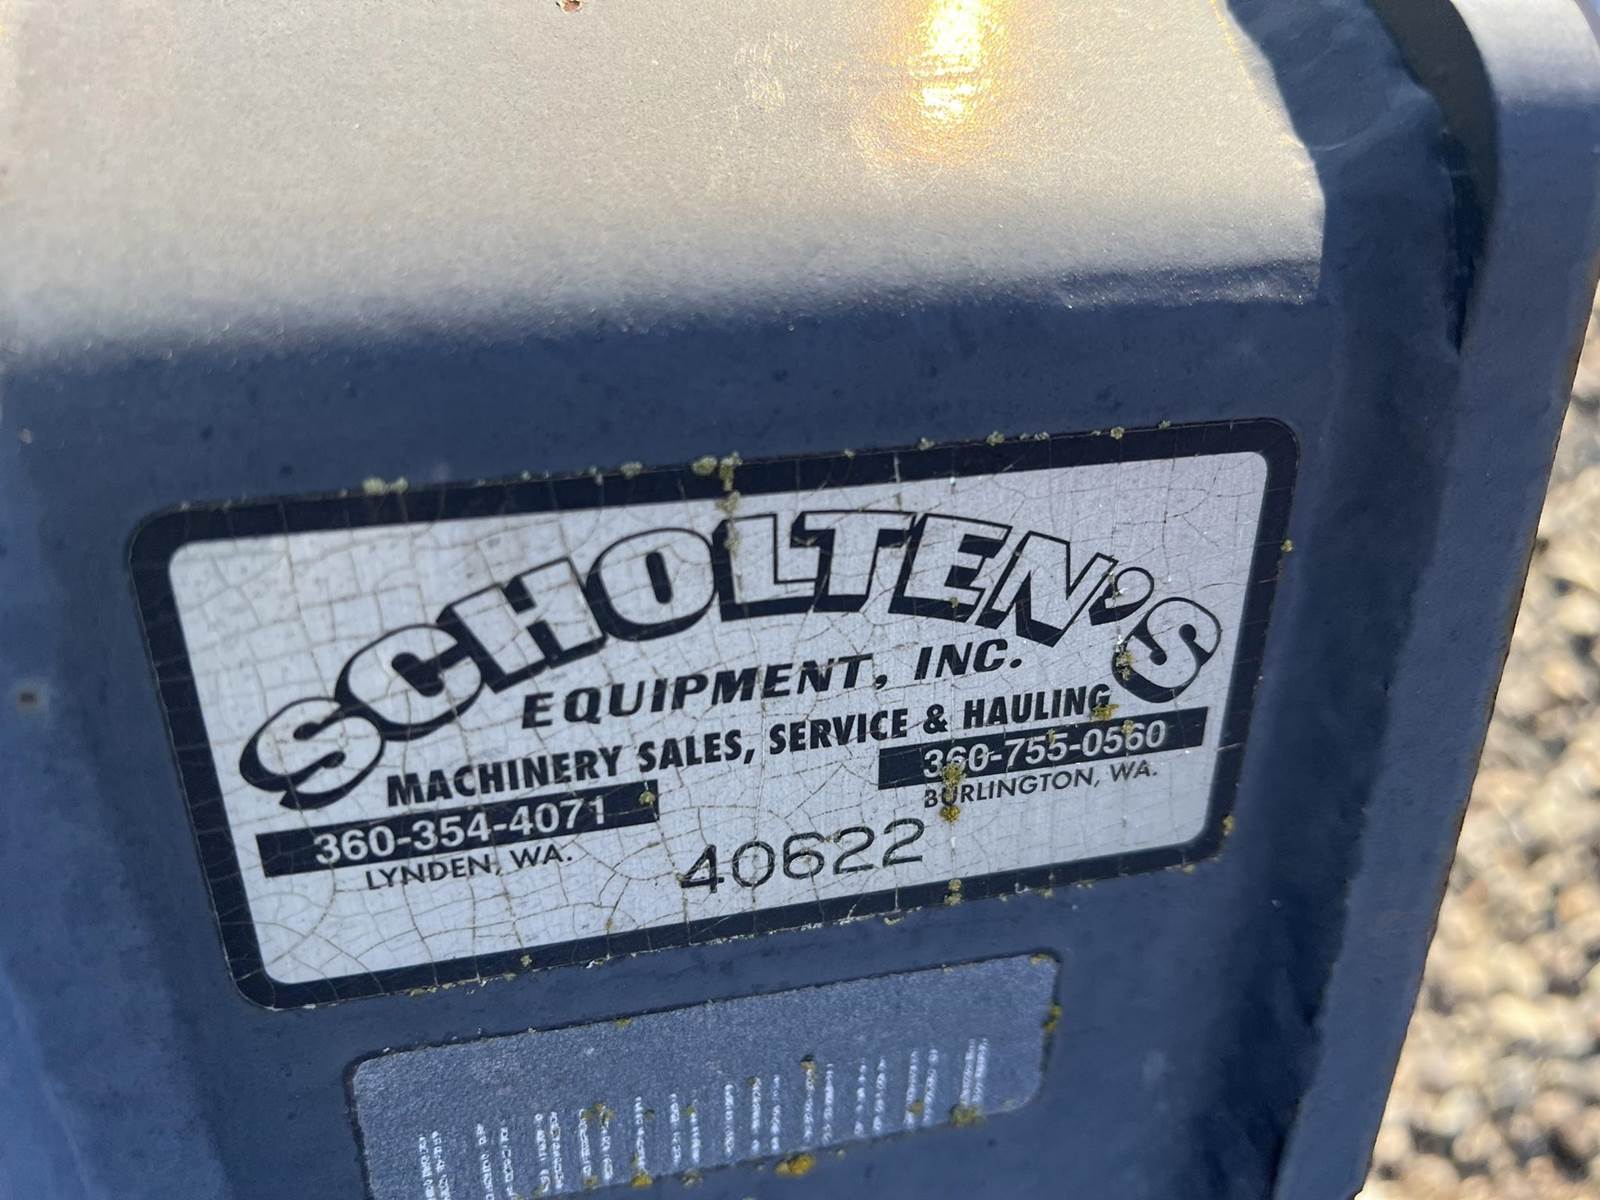 SCHOLTEN'S
EQUIPMENT, INC.
MACHINERY SALES, SERVICE & HAULING
360-354-4071
LYNDEN, WA.
360-755-0560
BURLINGTON, WA.
40622